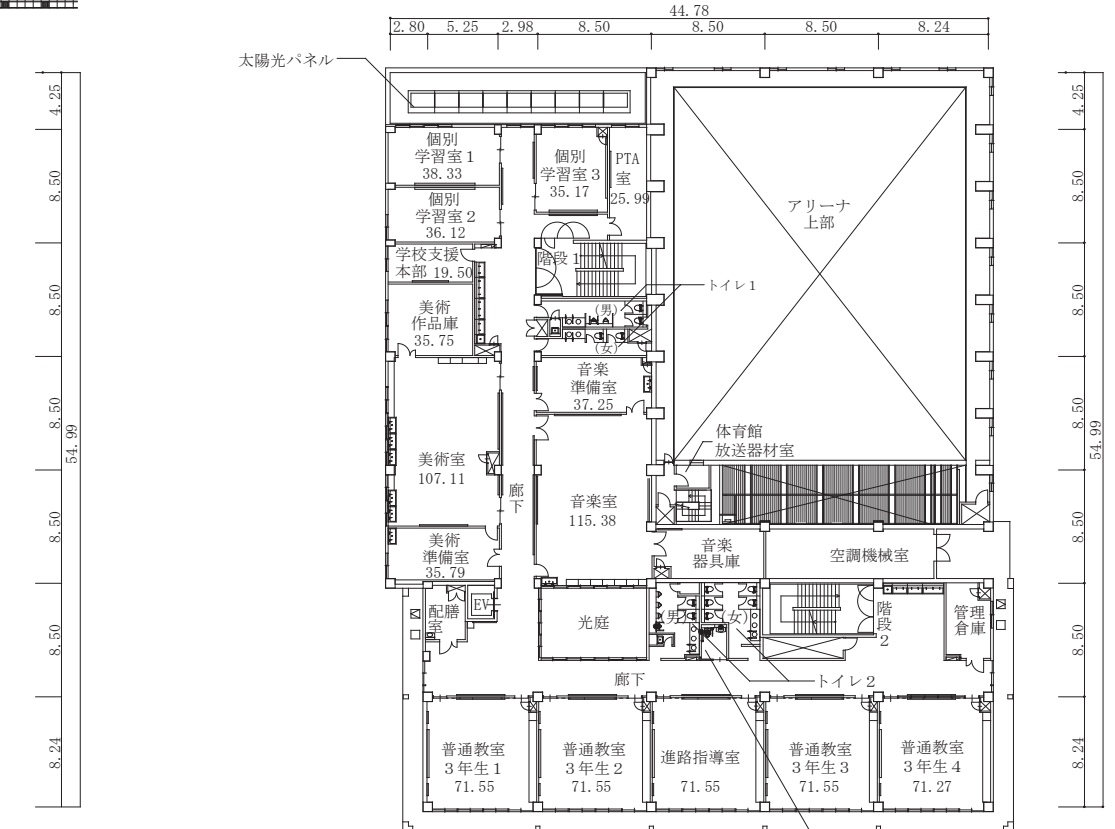 44.78
2.80 5.25 2.98 8.50 8.50 8.50 8.24
太陽光パネル
4.25
8.50
8.50
8.50
8.50
8.50
8.24
54.99
4.25
8.50
8.50
8.50
8.50
8.50
8.24
54.99
個別
学習室1
38.33
個別
学習室3
35.17
PTA
室
25.99
個別
学習室2
36.12
アリーナ
上部
学校支援
本部 19.50
階段1
トイレ1
美術
作品庫
35.75
(男)
(女)
音楽
準備室
37.25
体育館
放送器材室
美術室
107.11
廊下
音楽室
115.38
美術
準備室
35.79
音楽
器具庫
空調機械室
配膳
室
EV
光庭
(男)
(女)
階段
2
管理
倉庫
廊下
トイレ2
普通教室
3年生1
71.55
普通教室
3年生2
71.55
進路指導室
71.55
普通教室
3年生3
71.55
普通教室
3年生4
71.27